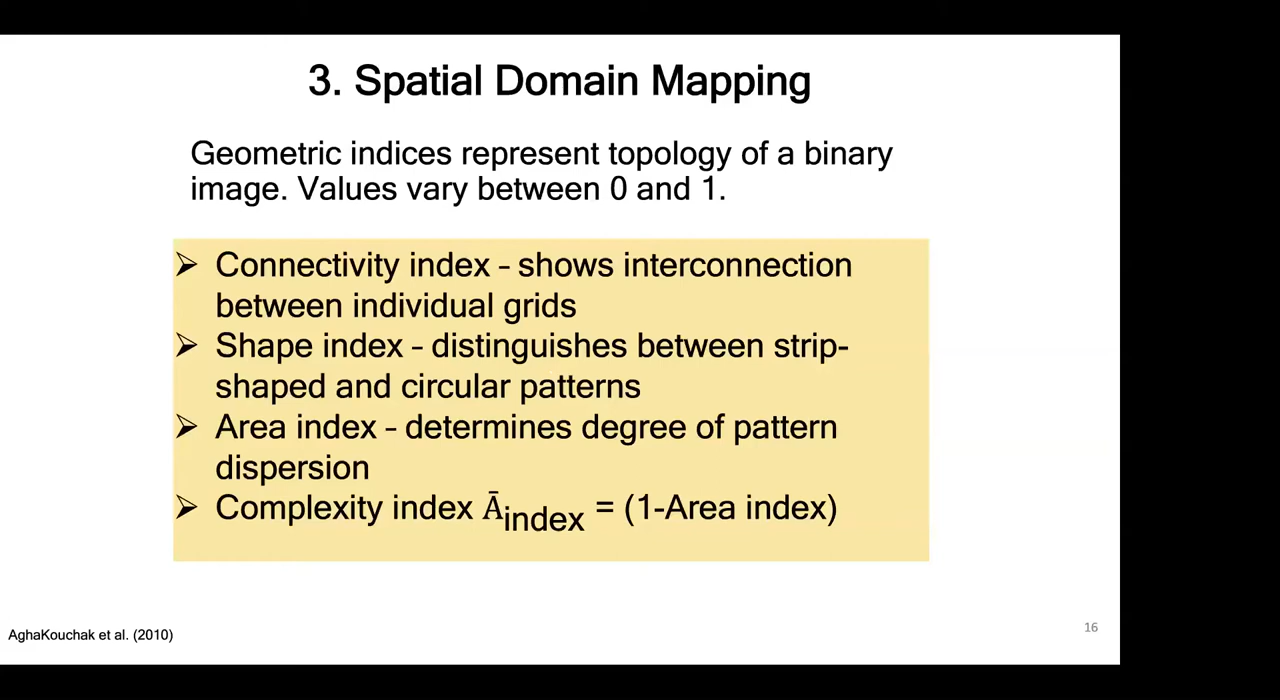 3. Spatial Domain Mapping
Geometric indices represent topology of a binary
image. Values vary between 0 and 1.
➢ Connectivity index - shows interconnection
between individual grids
➢ Shape index - distinguishes between strip-
shaped and circular patterns
➢ Area index - determines degree of pattern
dispersion
➢ Complexity index Āindex = (1-Area index)
AghaKouchak et al. (2010)
16